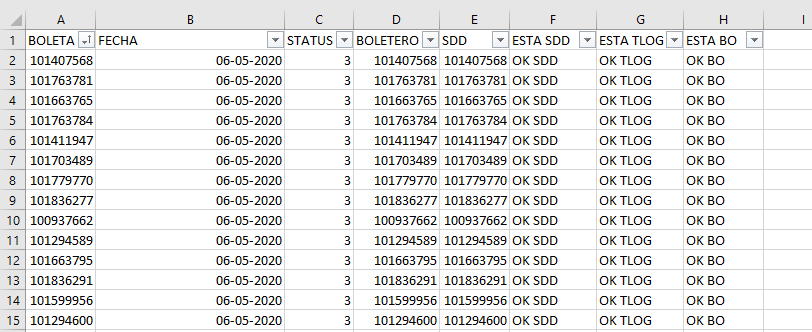 A B C D E F G H I
1 BOLETA FECHA STATUS BOLETERO SDD ESTA SDD ESTA TLOG ESTA BO
2 101407568 06-05-2020 3 101407568 101407568 OK SDD OK TLOG OK BO
3 101763781 06-05-2020 3 101763781 101763781 OK SDD OK TLOG OK BO
4 101663765 06-05-2020 3 101663765 101663765 OK SDD OK TLOG OK BO
5 101763784 06-05-2020 3 101763784 101763784 OK SDD OK TLOG OK BO
6 101411947 06-05-2020 3 101411947 101411947 OK SDD OK TLOG OK BO
7 101703489 06-05-2020 3 101703489 101703489 OK SDD OK TLOG OK BO
8 101779770 06-05-2020 3 101779770 101779770 OK SDD OK TLOG OK BO
9 101836277 06-05-2020 3 101836277 101836277 OK SDD OK TLOG OK BO
10 100937662 06-05-2020 3 100937662 100937662 OK SDD OK TLOG OK BO
11 101294589 06-05-2020 3 101294589 101294589 OK SDD OK TLOG OK BO
12 101663795 06-05-2020 3 101663795 101663795 OK SDD OK TLOG OK BO
13 101836291 06-05-2020 3 101836291 101836291 OK SDD OK TLOG OK BO
14 101599956 06-05-2020 3 101599956 101599956 OK SDD OK TLOG OK BO
15 101294600 06-05-2020 3 101294600 101294600 OK SDD OK TLOG OK BO